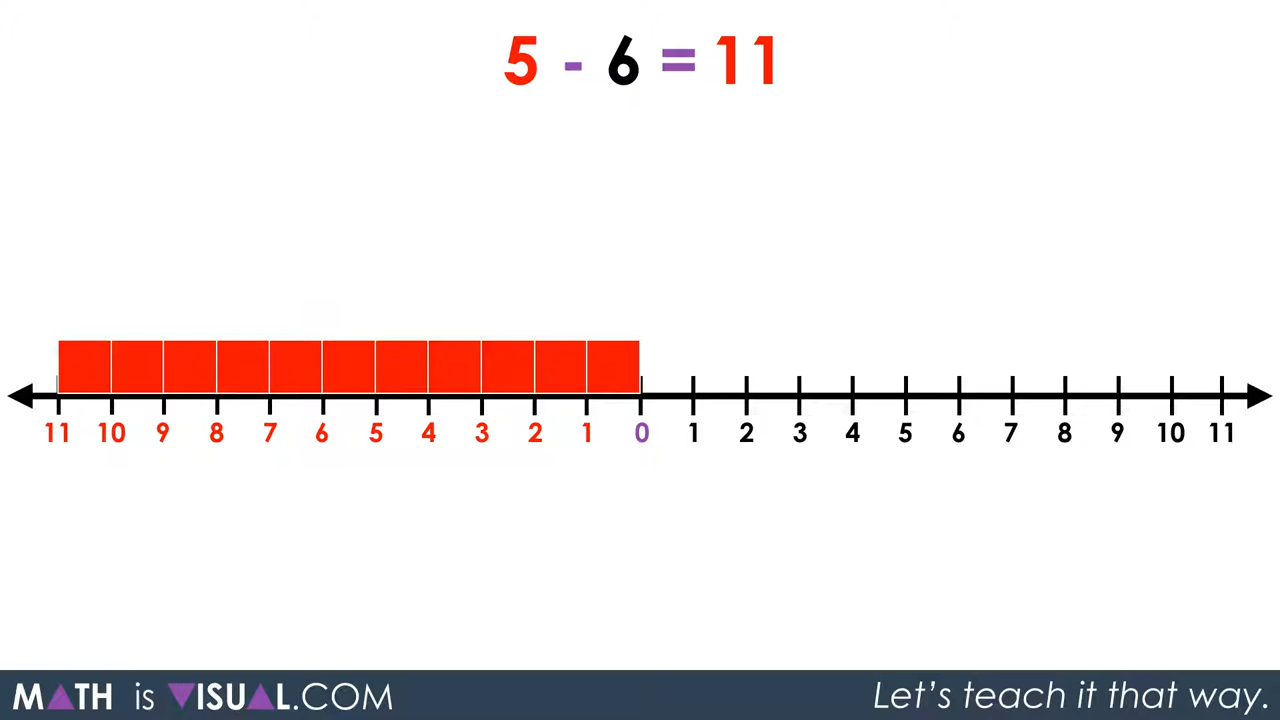 5 - 6 = 11
11 10 9 8 7 6 5 4 3 2 1 0 1 2 3 4 5 6 7 8 9 10 11
MATH is VISUAL.COM
Let's teach it that way.